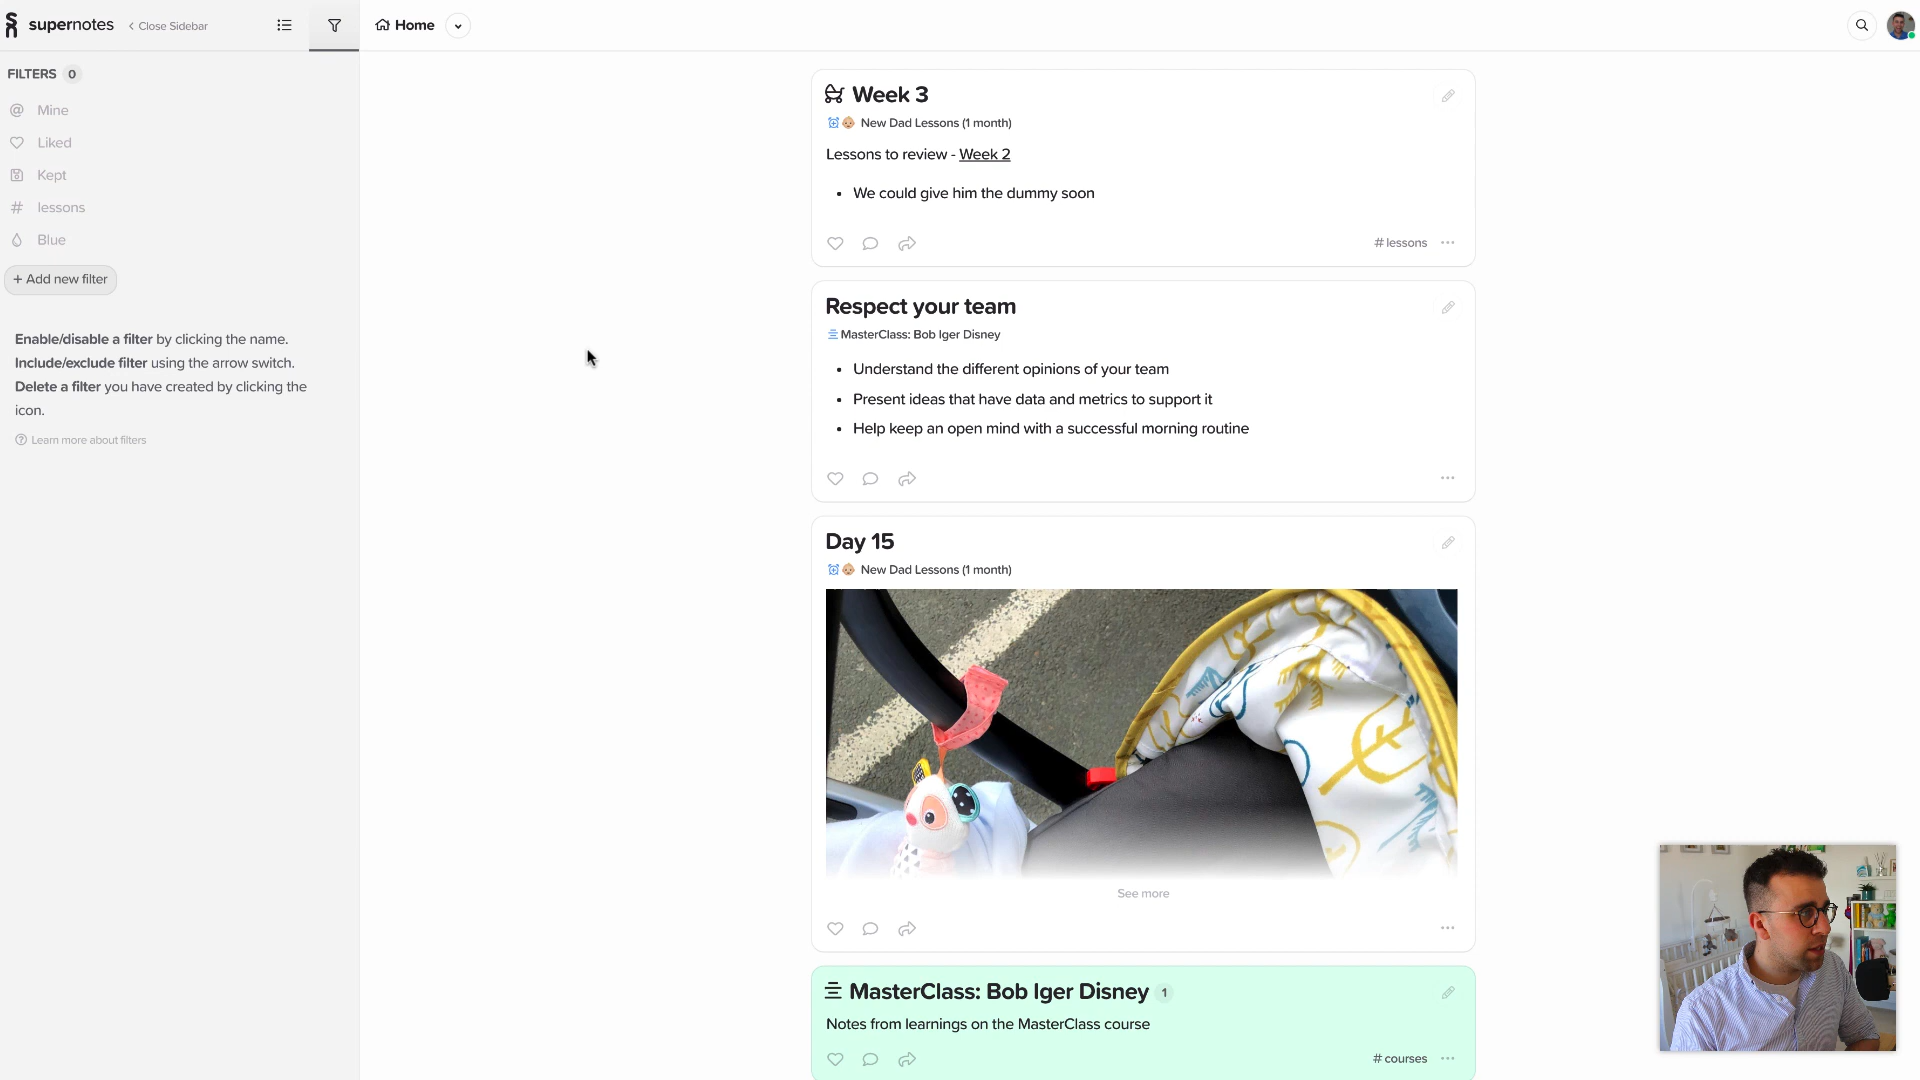 supernotes
Close Sidebar
Home
FILTERS 0
@ Mine
Liked
Kept
# lessons
Blue
+ Add new filter
Enable/disable a filter by clicking the name.
Include/exclude filter using the arrow switch.
Delete a filter you have created by clicking the
icon.
Learn more about filters
Week 3
New Dad Lessons (1 month)
Lessons to review - Week 2
• We could give him the dummy soon
# lessons
Respect your team
MasterClass: Bob Iger Disney
• Understand the different opinions of your team
• Present ideas that have data and metrics to support it
• Help keep an open mind with a successful morning routine
Day 15
New Dad Lessons (1 month)
See more
MasterClass: Bob Iger Disney 1
Notes from learnings on the MasterClass course
# courses